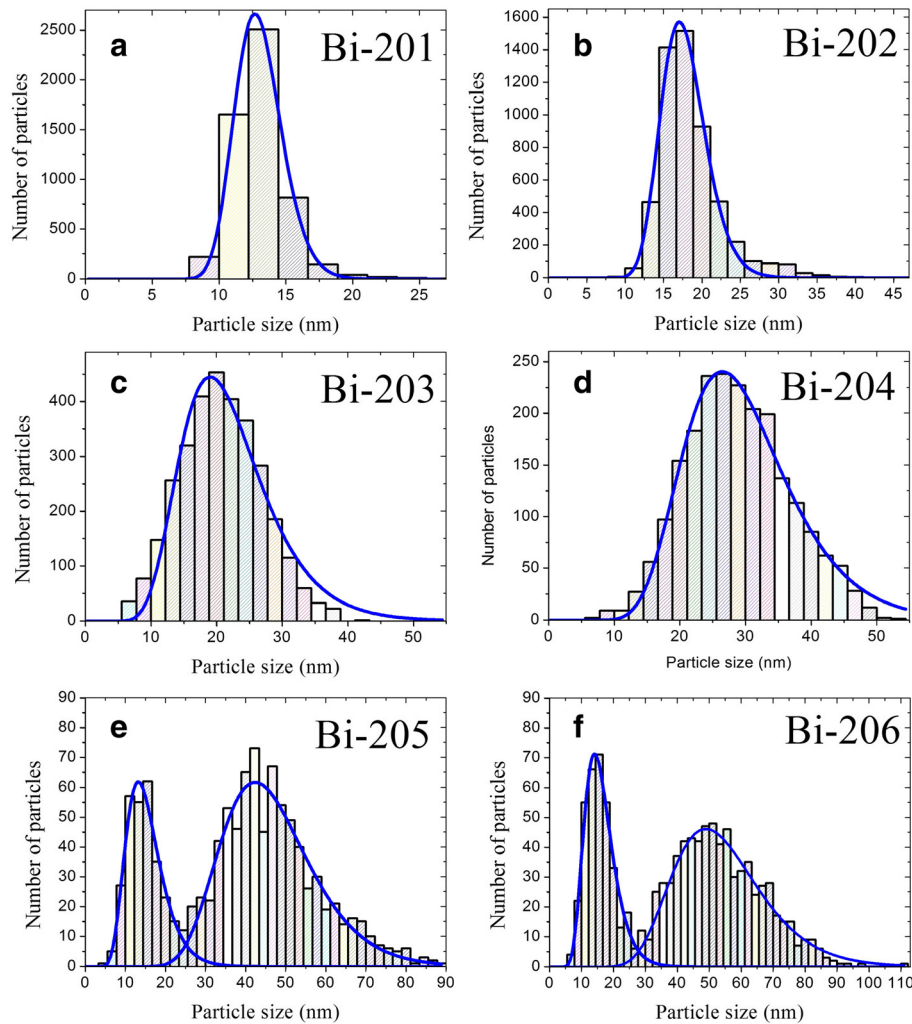 a
Bi-201
Number of particles
2500
2000
1500
1000
500
0
0 5 10 15 20 25
Particle size (nm)
b
Bi-202
Number of particles
1600
1400
1200
1000
800
600
400
200
0
0 5 10 15 20 25 30 35 40 45
Particle size (nm)
c
Bi-203
Number of particles
400
300
200
100
0
0 10 20 30 40 50
Particle size (nm)
d
Bi-204
Number of particles
250
200
150
100
50
0
0 10 20 30 40 50
Particle size (nm)
e
Bi-205
Number of particles
90
80
70
60
50
40
30
20
10
0
0 10 20 30 40 50 60 70 80 90
Particle size (nm)
f
Bi-206
Number of particles
90
80
70
60
50
40
30
20
10
0
0 10 20 30 40 50 60 70 80 90 100 110
Particle size (nm)